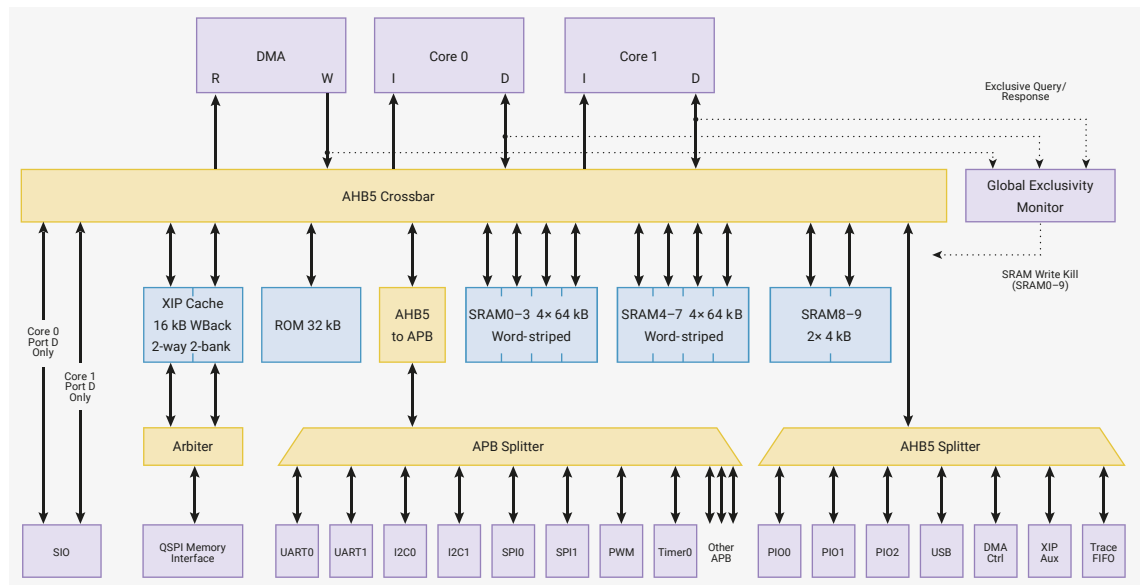 DMA
R
W
Core 0
I
D
Core 1
I
D
Exclusive Query/
Response
AHB5 Crossbar
Global Exclusivity
Monitor
SRAM Write Kill
(SRAM0–9)
Core 0
Port D
Only
Core 1
Port D
Only
XIP Cache
16 kB WBack
2-way 2-bank
ROM 32 kB
AHB5
to APB
SRAM0–3 4× 64 kB
Word-striped
SRAM4–7 4× 64 kB
Word-striped
SRAM8–9
2× 4 kB
Arbiter
APB Splitter
AHB5 Splitter
SIO
QSPI Memory
Interface
UART0
UART1
I2C0
I2C1
SPI0
SPI1
PWM
Timer0
Other
APB
PIO0
PIO1
PIO2
USB
DMA
Ctrl
XIP
Aux
Trace
FIFO